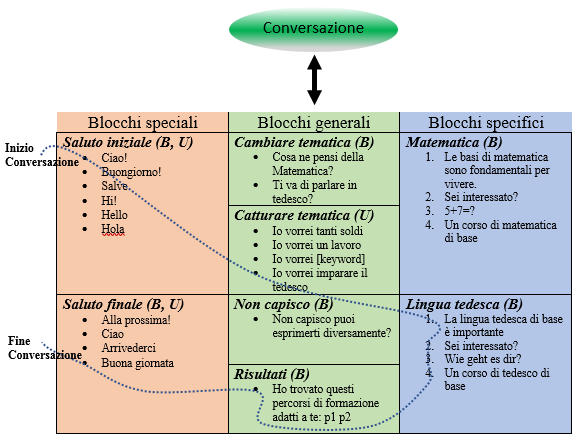 Conversazione
Blocchi speciali
Blocchi generali
Blocchi specifici
Inizio
Conversazione
Saluto iniziale (B, U)
Ciao!
Buongiorno!
Salve
Hi!
Hello
Hola
Cambiare tematica (B)
Cosa ne pensi della
Matematica?
Ti va di parlare in
tedesco?
Catturare tematica (U)
Io vorrei tanti soldi
Io vorrei un lavoro
Io vorrei [keyword]
Io vorrei imparare il
tedesco
Matematica (B)
1. Le basi di matematica
sono fondamentali per
vivere.
2. Sei interessato?
3. 5+7=?
4. Un corso di matematica
di base
Fine
Conversazione
Saluto finale (B, U)
Alla prossima!
Ciao
Arrivederci
Buona giornata
Non capisco (B)
Non capisco puoi
esprimerti diversamente?
Risultati (B)
Ho trovato questi
percorsi di formazione
adatti a te: p1 p2
Lingua tedesca (B)
1. La lingua tedesca di base
è importante
2. Sei interessato?
3. Wie geht es dir?
4. Un corso di tedesco di
base